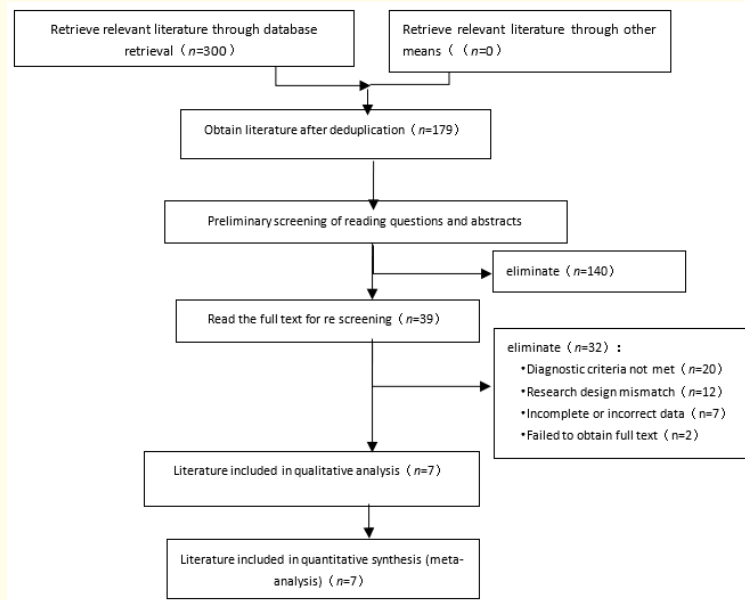 Retrieve relevant literature through database
retrieval（n=300）
Retrieve relevant literature through other
means（（n=0）
Obtain literature after deduplication（n=179）
Preliminary screening of reading questions and abstracts
eliminate（n=140）
Read the full text for re screening（n=39）
eliminate（n=32）：
•Diagnostic criteria not met（n=20）
•Research design mismatch（n=12）
•Incomplete or incorrect data（n=7）
•Failed to obtain full text（n=2）
Literature included in qualitative analysis（n=7）
Literature included in quantitative synthesis (meta-
analysis)（n=7）